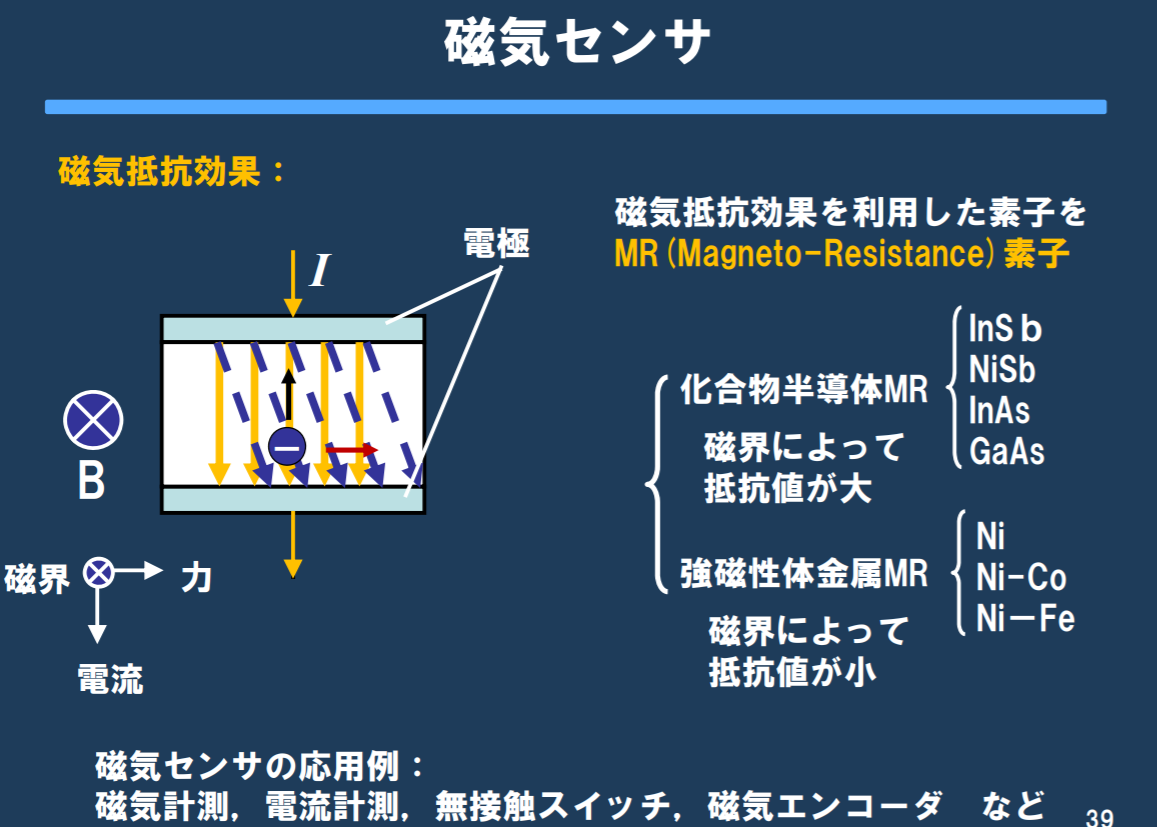 磁気センサ
磁気抵抗効果：
I
電極
B
磁界
力
電流
磁気抵抗効果を利用した素子を
MR(Magneto-Resistance)素子
化合物半導体MR
磁界によって
抵抗値が大
InSｂ
NiSb
InAs
GaAs
強磁性体金属MR
磁界によって
抵抗値が小
Ni
Ni-Co
Ni－Fe
磁気センサの応用例：
磁気計測，電流計測，無接触スイッチ，磁気エンコーダ　など
39